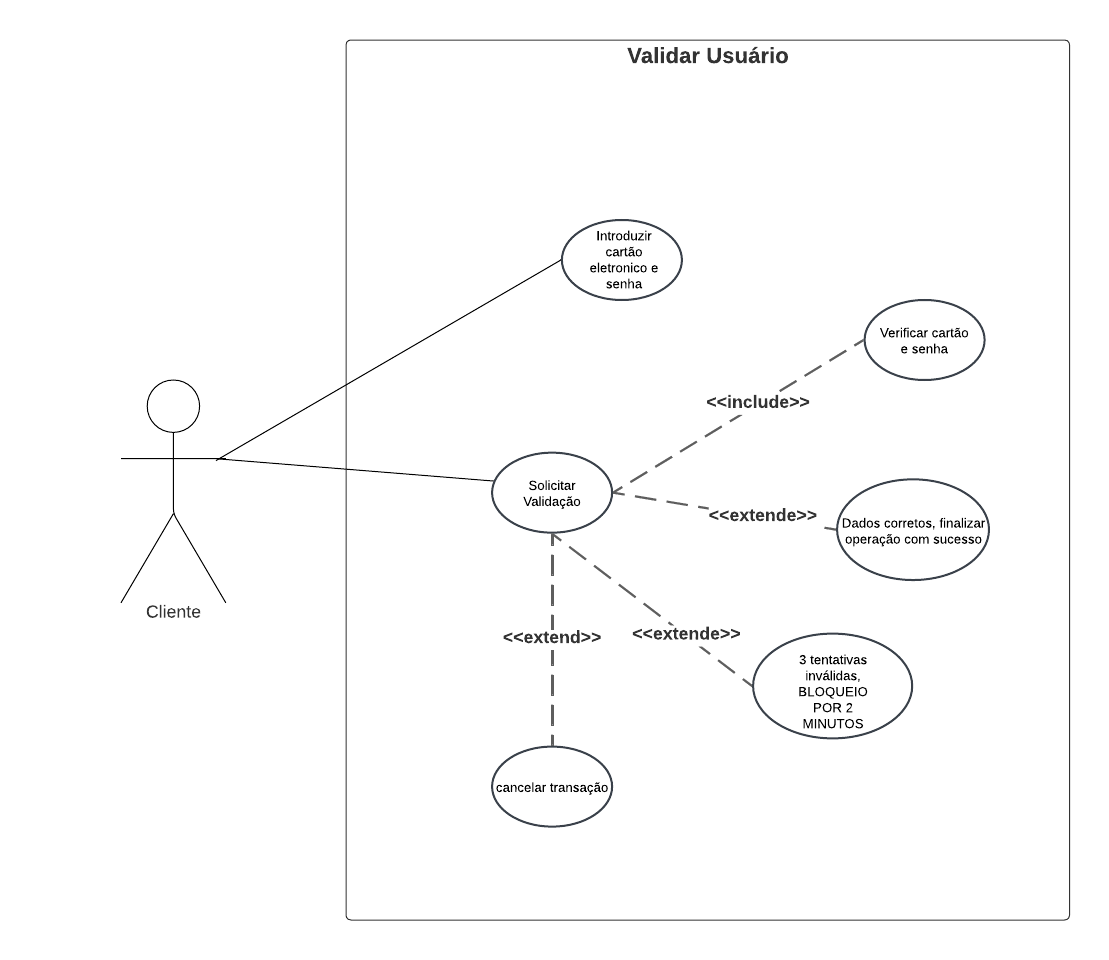 Validar Usuário
Introduzir
cartão
eletronico e
senha
Verificar cartão
e senha
<<include>>
Solicitar
Validação
<<extende>>
Dados corretos, finalizar
operação com sucesso
Cliente
<<extend>>
<<extende>>
3 tentativas
inválidas,
BLOQUEIO
POR 2
MINUTOS
cancelar transação